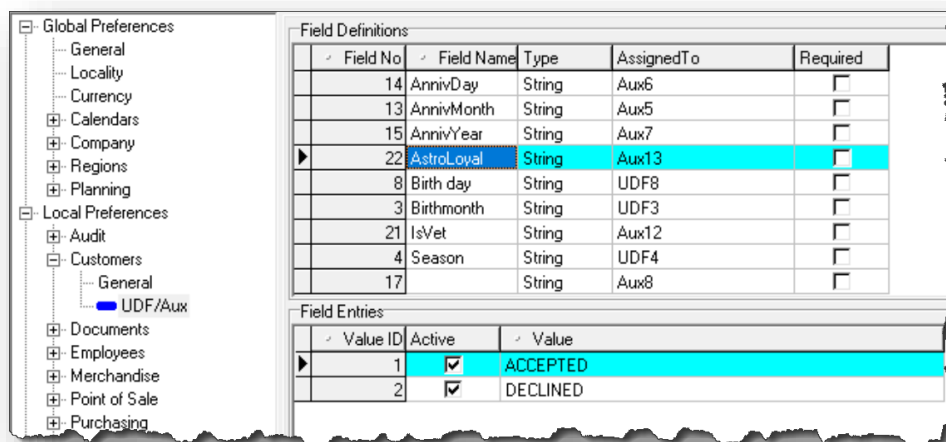 Global Preferences
General
Locality
Currency
Calendars
Company
Regions
Planning
Local Preferences
Audit
Customers
General
UDF/Aux
Documents
Employees
Merchandise
Point of Sale
Purchasing
Field Definitions
Field No Field Name Type AssignedTo Required
14 AnnivDay String Aux6
13 AnnivMonth String Aux5
15 AnnivYear String Aux7
22 AstroLoyal String Aux13
8 Birth day String UDF8
3 Birthmonth String UDF3
21 IsVet String Aux12
4 Season String UDF4
17 String Aux8
Field Entries
Value ID Active Value
1 ACCEPTED
2 DECLINED